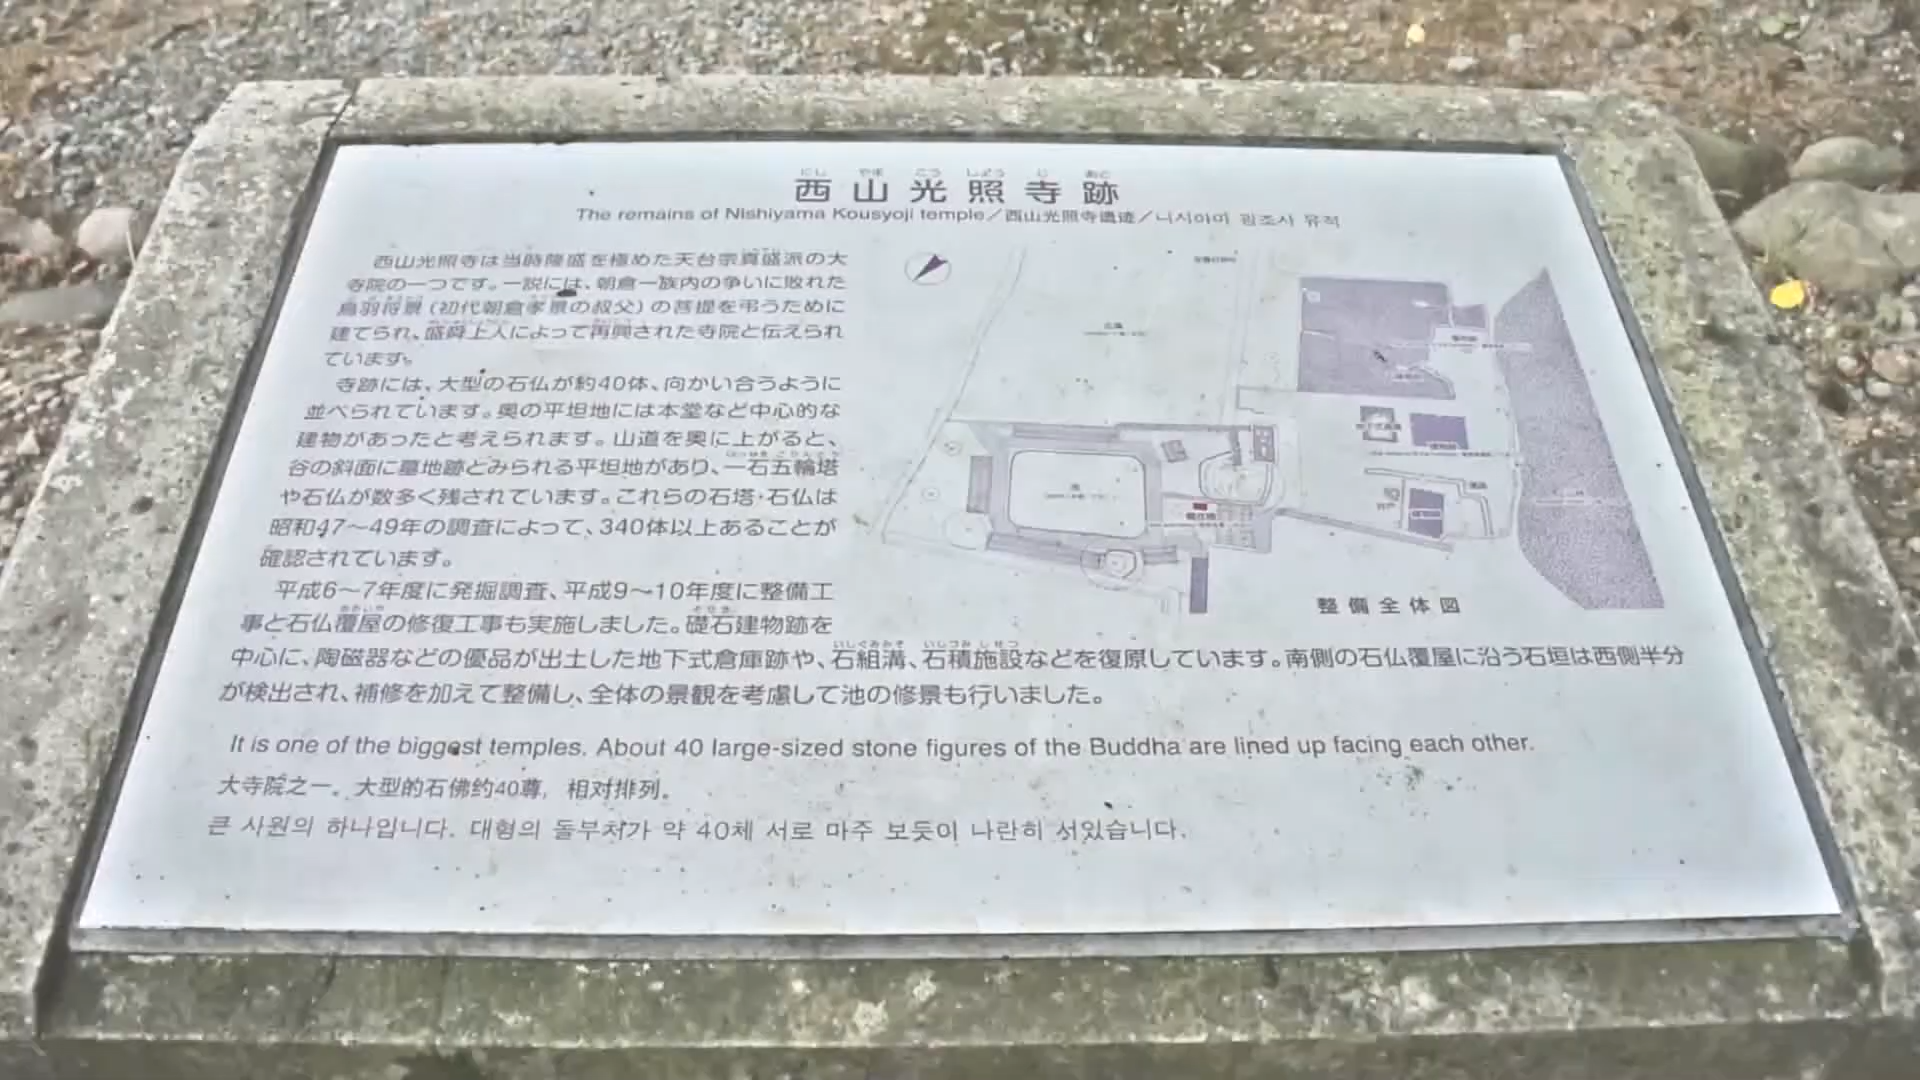 西山光照寺跡
にし やま こう しょう じ あと
The remains of Nishiyama Kousyoji temple／西山光照寺遺迹／니시야마 광조사 유적
西山光照寺は当時隆盛を極めた天台宗真盛派の大
寺院の一つです。一説には、朝倉一族内の争いに敗れた
鳥羽将景（初代朝倉孝景の叔父）の菩提を弔うために
建てられ、盛舜上人によって再興された寺院と伝えられ
ています。
寺跡には、大型の石仏が約40体、向かい合うように
並べられています。奥の平坦地には本堂など中心的な
建物があったと考えられます。山道を奥に上がると、
谷の斜面に墓地跡とみられる平坦地があり、一石五輪塔
や石仏が数多く残されています。これらの石塔・石仏は
昭和47〜49年の調査によって、340体以上あることが
確認されています。
平成6〜7年度に発掘調査、平成9〜10年度に整備工
事と石仏覆屋の修復工事も実施しました。礎石建物跡を
中心に、陶磁器などの優品が出土した地下式倉庫跡や、石組溝、石積施設などを復原しています。南側の石仏覆屋に沿う石垣は西側半分
が検出され、補修を加えて整備し、全体の景観を考慮して池の修景も行いました。
整備全体図
It is one of the biggest temples. About 40 large-sized stone figures of the Buddha are lined up facing each other.
大寺院之一。大型的石佛约40尊，相对排列。
큰 사원의 하나입니다. 대형의 돌부처가 약 40체 서로 마주 보듯이 나란히 서있습니다.